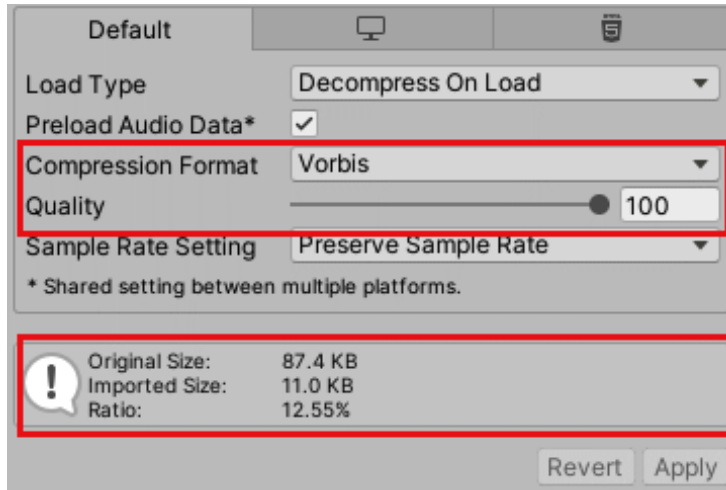 Default
Load Type Decompress On Load
Preload Audio Data*
Compression Format Vorbis
Quality 100
Sample Rate Setting Preserve Sample Rate
* Shared setting between multiple platforms.
! Original Size: 87.4 KB
Imported Size: 11.0 KB
Ratio: 12.55%
Revert Apply